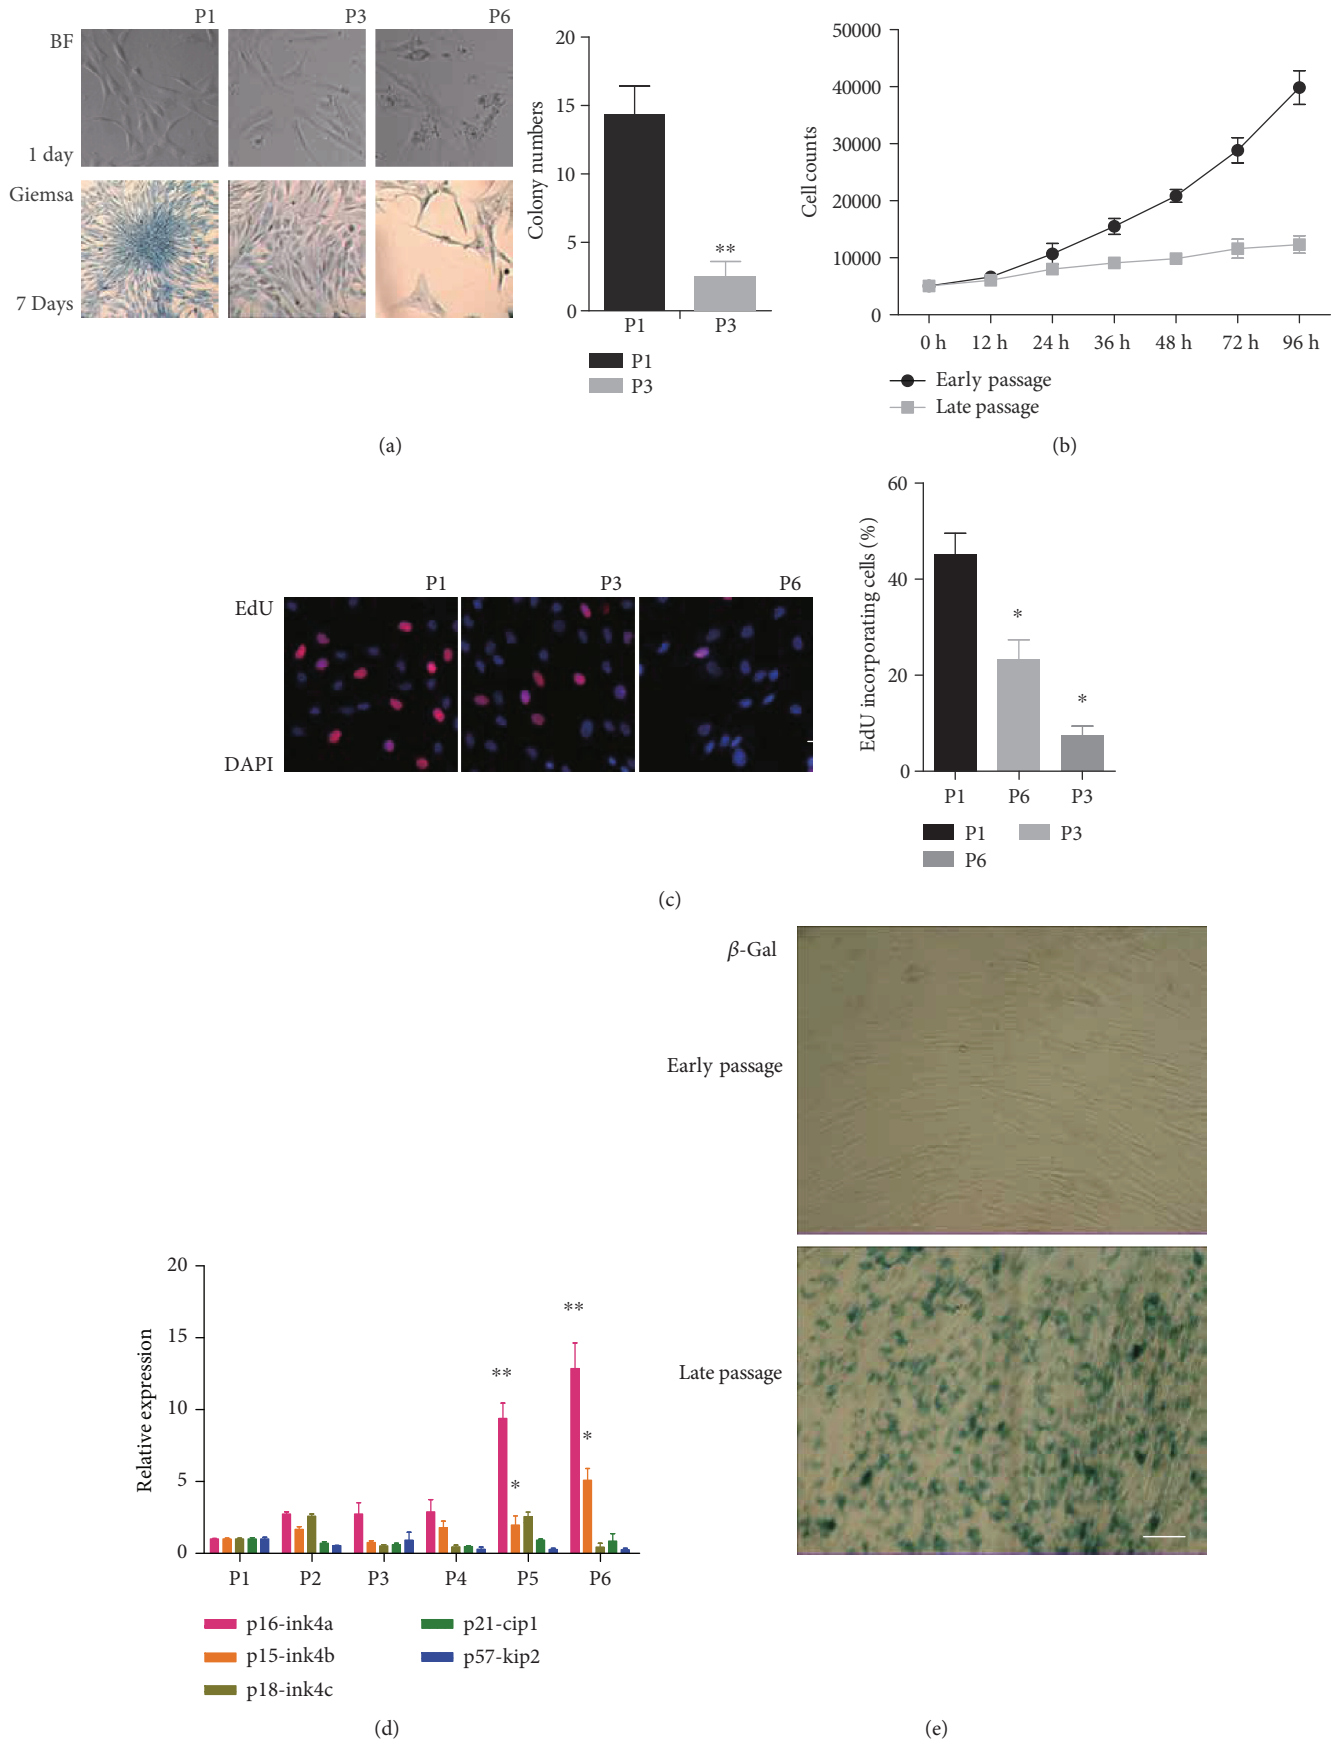 P1 P3 P6
BF
1 day
Giemsa
7 Days
Colony numbers
20
15
10
5
0
**
P1 P3
P1
P3
(a)
Cell counts
50000
40000
30000
20000
10000
0
0 h 12 h 24 h 36 h 48 h 72 h 96 h
Early passage
Late passage
(b)
P1 P3 P6
EdU
DAPI
EdU incorporating cells (%)
60
40
20
0
*
*
P1 P6 P3
P1 P3
P6
(c)
Relative expression
20
15
10
5
0
**
**
*
*
P1 P2 P3 P4 P5 P6
p16-ink4a p21-cip1
p15-ink4b p57-kip2
p18-ink4c
(d)
β-Gal
Early passage
Late passage
(e)